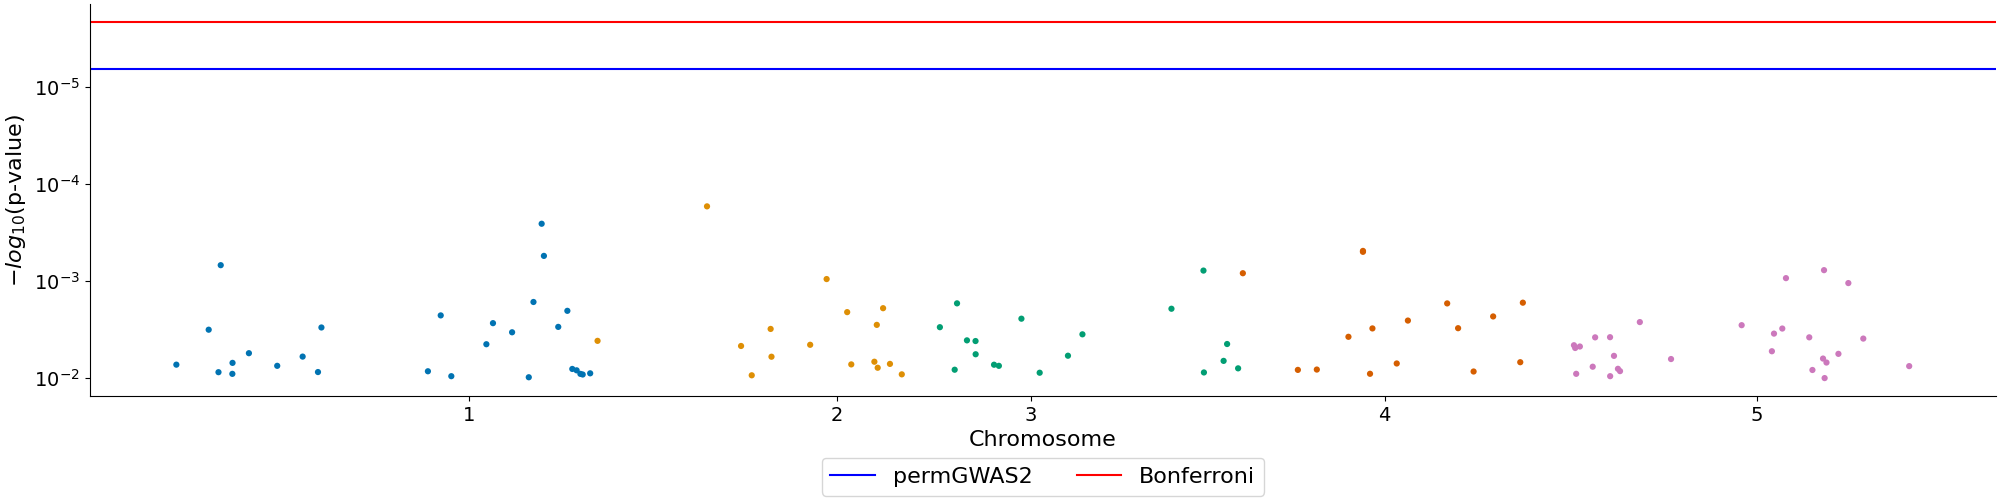 10⁻⁵
10⁻⁴
10⁻³
10⁻²
−log₁₀(p-value)
1 2 3 4 5
Chromosome
permGWAS2 Bonferroni